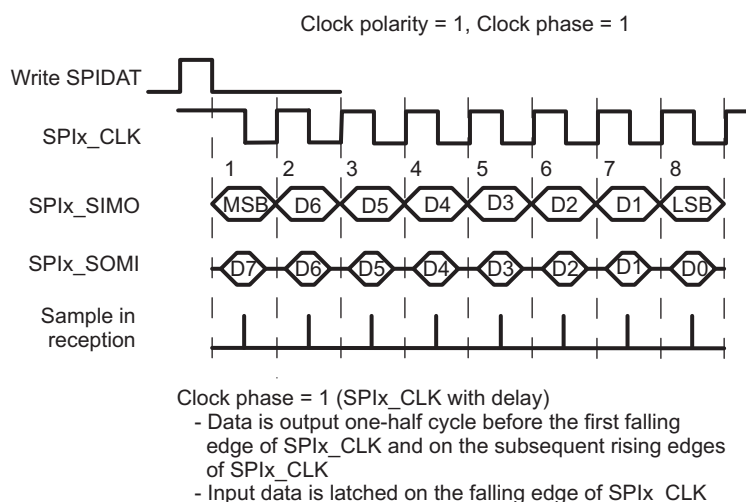 Clock polarity = 1, Clock phase = 1
Write SPIDAT
SPIx_CLK
1 2 3 4 5 6 7 8
SPIx_SIMO MSB D6 D5 D4 D3 D2 D1 LSB
SPIx_SOMI D7 D6 D5 D4 D3 D2 D1 D0
Sample in
reception
Clock phase = 1 (SPIx_CLK with delay)
- Data is output one-half cycle before the first falling
edge of SPIx_CLK and on the subsequent rising edges
of SPIx_CLK
- Input data is latched on the falling edge of SPIx_CLK